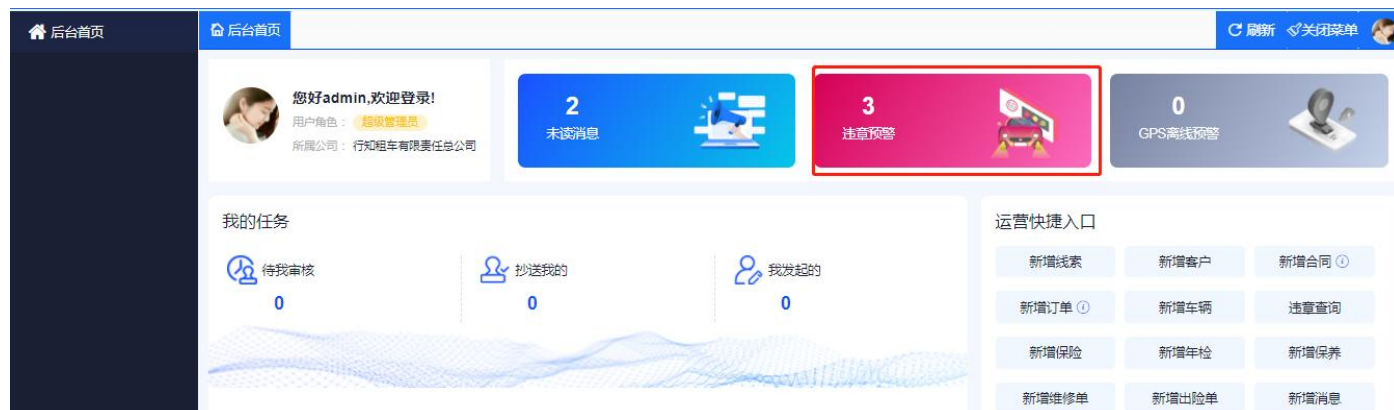 后台首页
后台首页
刷新 关闭菜单
您好admin,欢迎登录!
用户角色： 超级管理员
所属公司： 行知租车有限责任总公司
2
未读消息
3
违章预警
0
GPS离线预警
我的任务
待我审核
0
抄送我的
0
我发起的
0
运营快捷入口
新增线索 新增客户 新增合同
新增订单 新增车辆 违章查询
新增保险 新增年检 新增保养
新增维修单 新增出险单 新增消息